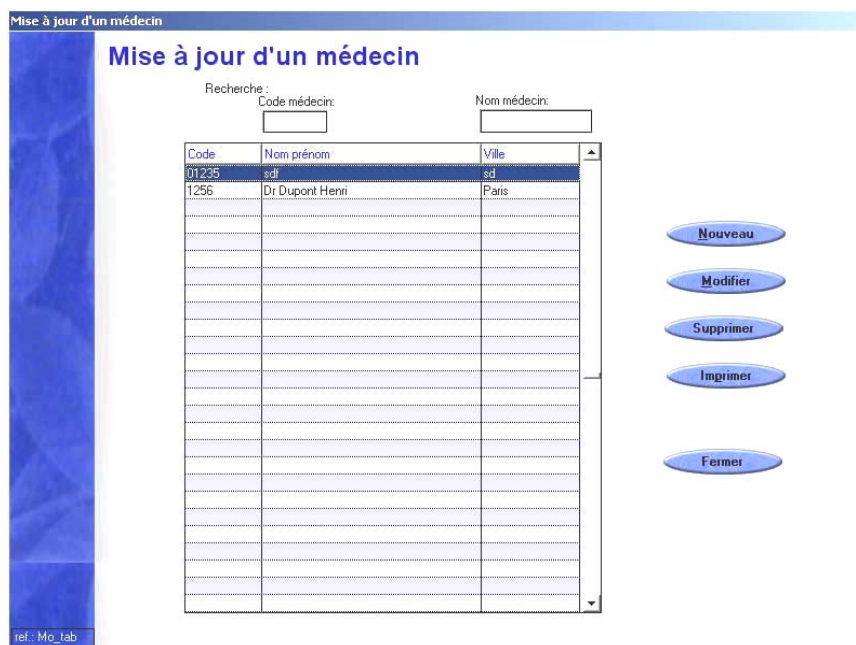 Mise à jour d'un médecin
Mise à jour d'un médecin
Recherche :
Code médecin: Nom médecin:
Code Nom prénom Ville
01235 sdf sd
1256 Dr Dupont Henri Paris
Nouveau
Modifier
Supprimer
Imprimer
Fermer
ref.: Mo_tab